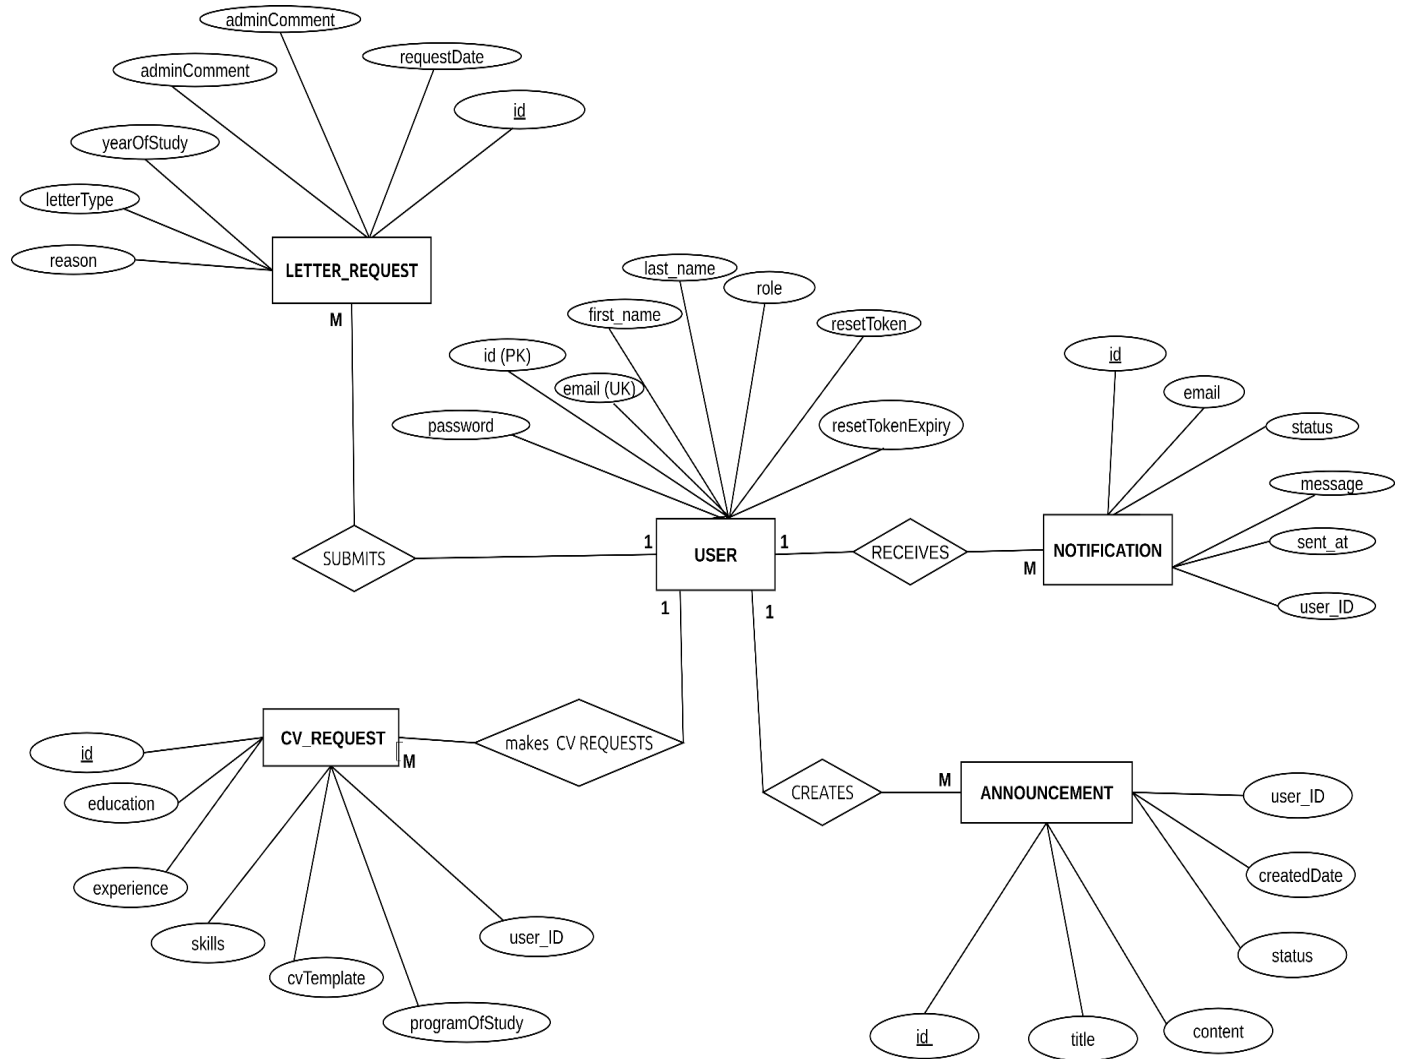 adminComment
requestDate
adminComment
id
yearOfStudy
letterType
reason
LETTER_REQUEST
M
last_name
role
first_name
resetToken
id (PK)
email (UK)
password
resetTokenExpiry
id
email
status
message
sent_at
user_ID
SUBMITS
1
USER
1
RECEIVES
M
NOTIFICATION
1
1
CV_REQUEST
M
makes CV REQUESTS
id
education
experience
skills
cvTemplate
programOfStudy
user_ID
CREATES
M
ANNOUNCEMENT
user_ID
createdDate
status
content
title
id